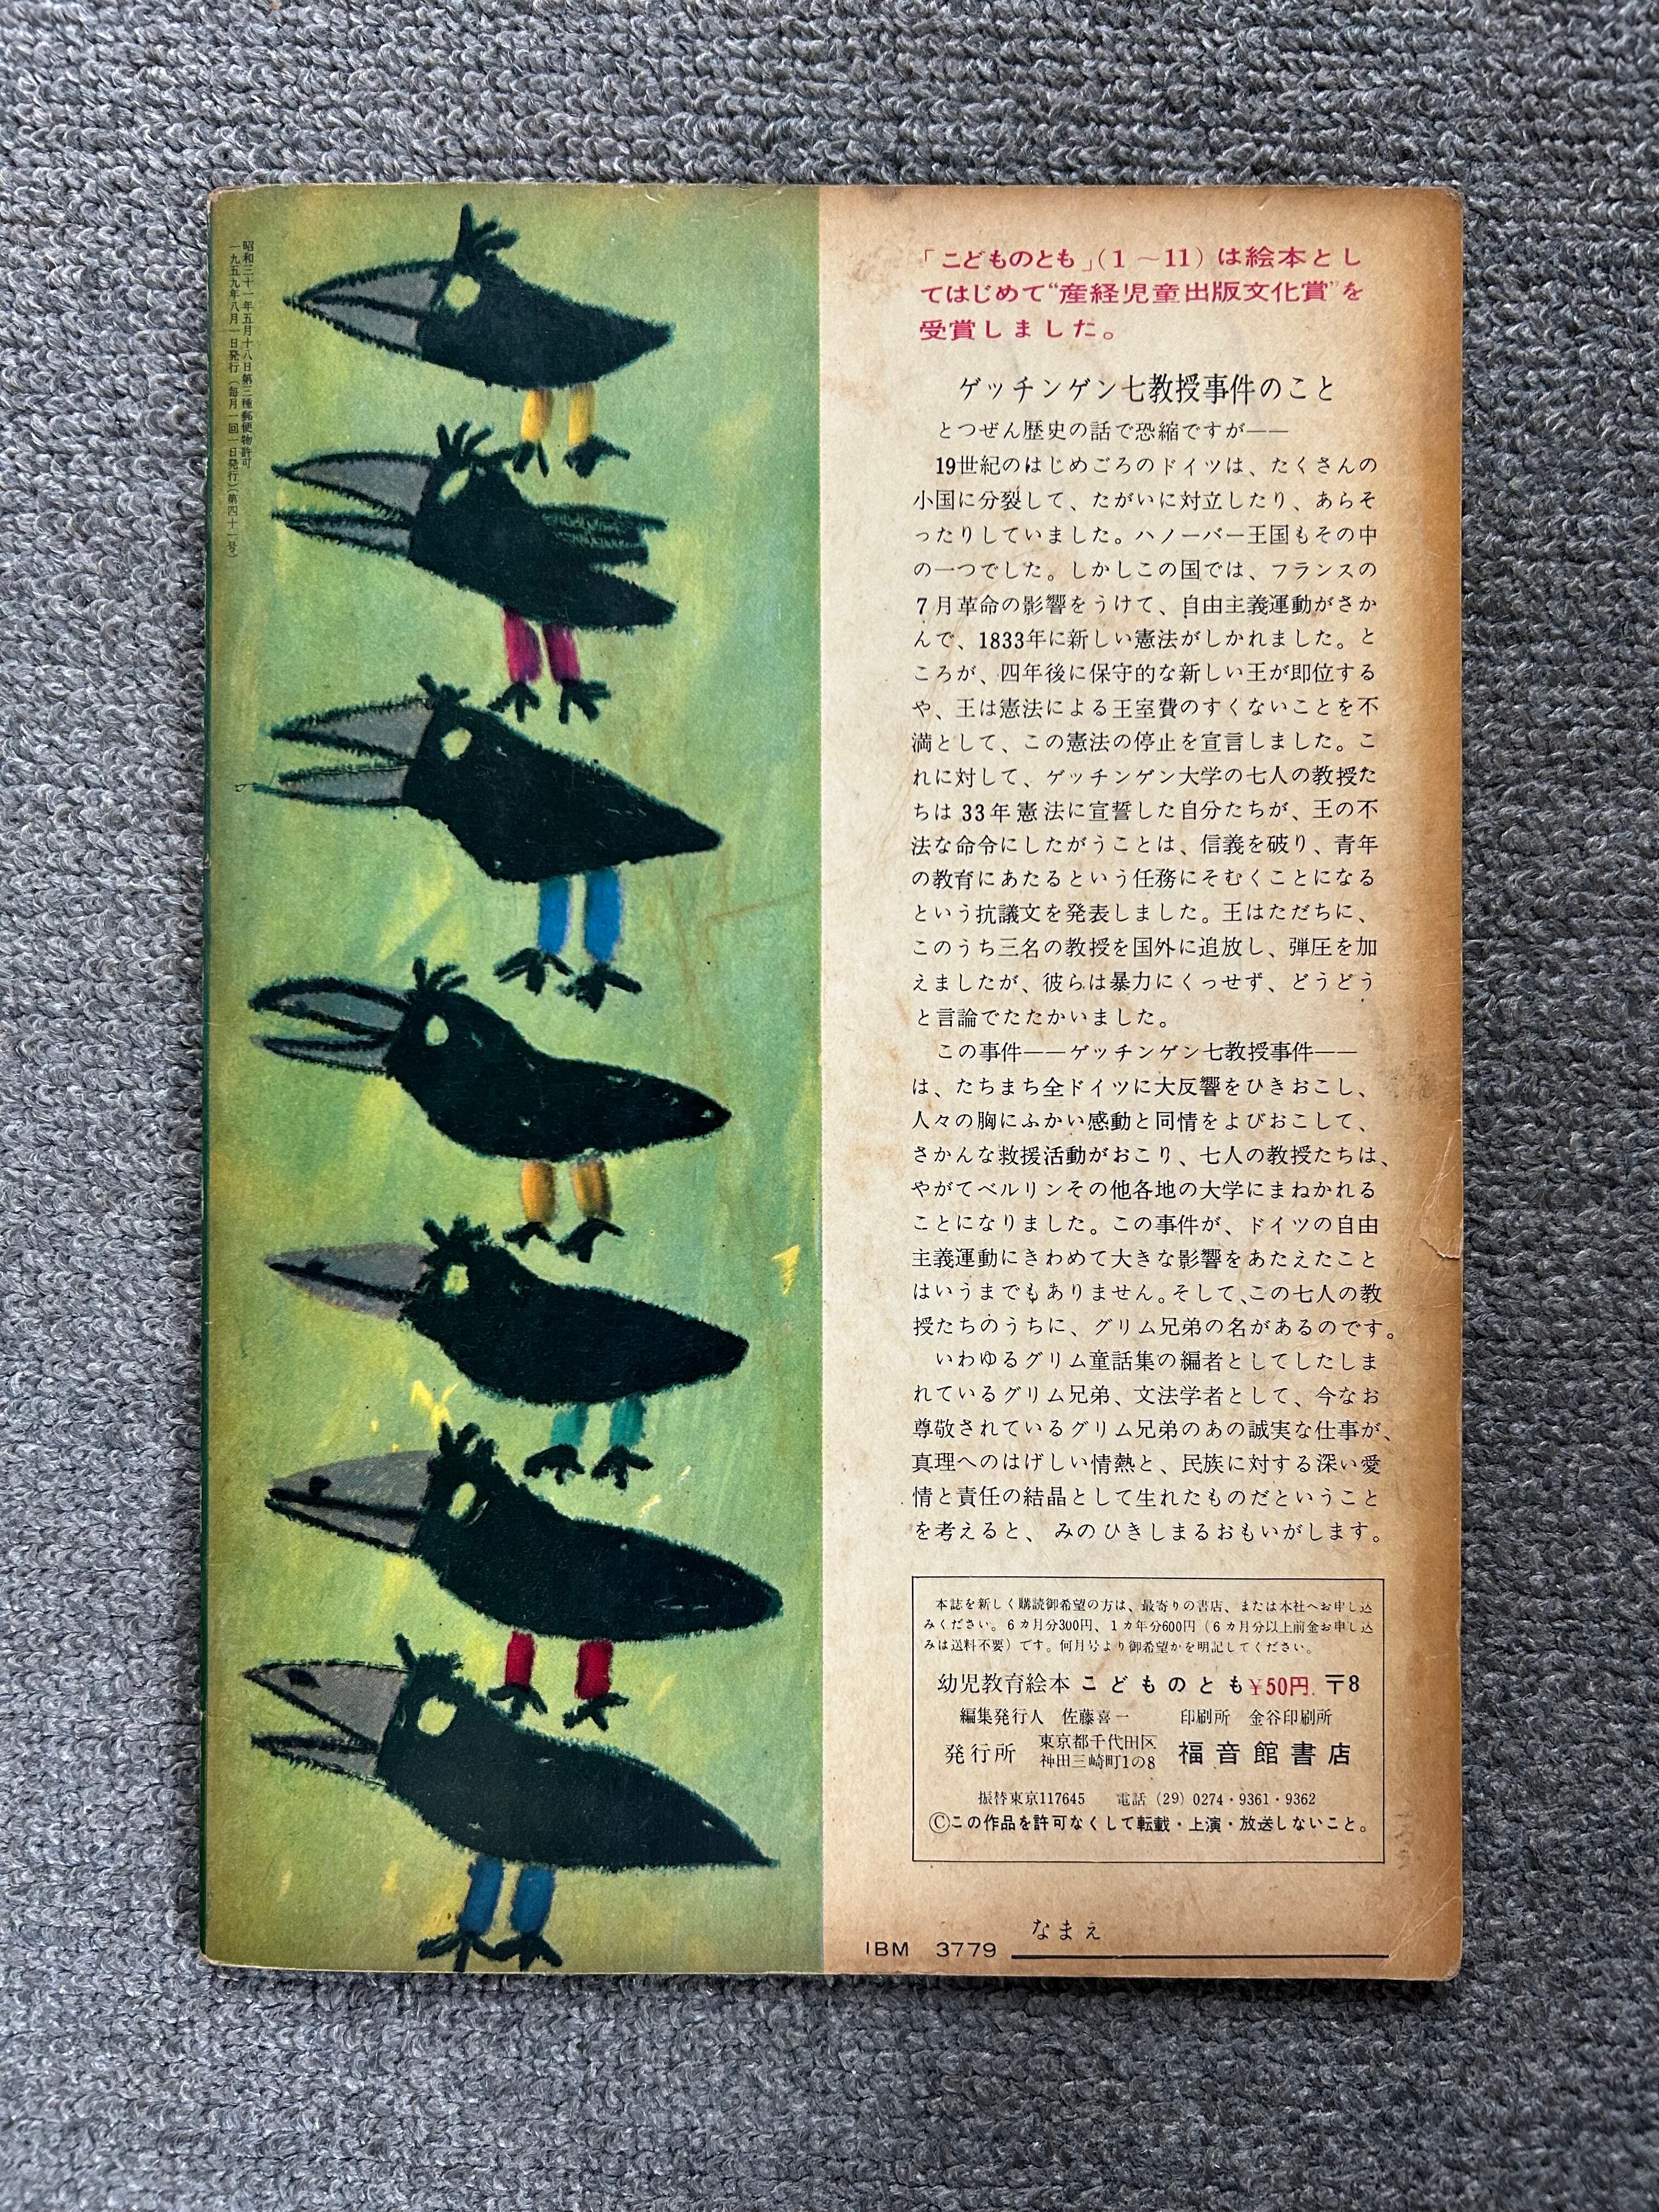 昭和三十一年五月十八日第三種郵便物許可
一九五九年八月一日発行(毎月一回一日発行)(第四十一号)
「こどものとも」(1～11)は絵本とし
てはじめて“産経児童出版文化賞”を
受賞しました。
ゲッチンゲン七教授事件のこと
とつぜん歴史の話で恐縮ですが――
19世紀のはじめごろのドイツは、たくさんの
小国に分裂して、たがいに対立したり、あらそ
ったりしていました。ハノーバー王国もその中
の一つでした。しかしこの国では、フランスの
7月革命の影響をうけて、自由主義運動がさか
んで、1833年に新しい憲法がしかれました。と
ころが、四年後に保守的な新しい王が即位する
や、王は憲法による王室費のすくないことを不
満として、この憲法の停止を宣言しました。こ
れに対して、ゲッチンゲン大学の七人の教授た
ちは33年憲法に宣誓した自分たちが、王の不
法な命令にしたがうことは、信義を破り、青年
の教育にあたるという任務にそむくことになる
という抗議文を発表しました。王はただちに、
このうち三名の教授を国外に追放し、弾圧を加
えましたが、彼らは暴力にくっせず、どうどう
と言論でたたかいました。
この事件――ゲッチンゲン七教授事件――
は、たちまち全ドイツに大反響をひきおこし、
人々の胸にふかい感動と同情をよびおこして、
さかんな救援活動がおこり、七人の教授たちは、
やがてベルリンその他各地の大学にまねかれる
ことになりました。この事件が、ドイツの自由
主義運動にきわめて大きな影響をあたえたこと
はいうまでもありません。そして、この七人の教
授たちのうちに、グリム兄弟の名があるのです。
いわゆるグリム童話集の編者としてしたしま
れているグリム兄弟、文法学者として、今なお
尊敬されているグリム兄弟のあの誠実な仕事が、
真理へのはげしい情熱と、民族に対する深い愛
情と責任の結晶として生れたものだということ
を考えると、みのひきしまるおもいがします。
本誌を新しく購読御希望の方は、最寄りの書店、または本社へお申し込
みください。6カ月分300円、1カ年分600円(6カ月分以上前金お申し込
みは送料不要)です。何月号より御希望かを明記してください。
幼児教育絵本 こどものとも ¥50円. 〒8
編集発行人 佐藤喜一 印刷所 金谷印刷所
発行所 東京都千代田区神田三崎町1の8 福音館書店
振替東京117645 電話(29)0274・9361・9362
Ⓒこの作品を許可なくして転載・上演・放送しないこと。
なまえ
IBM 3779